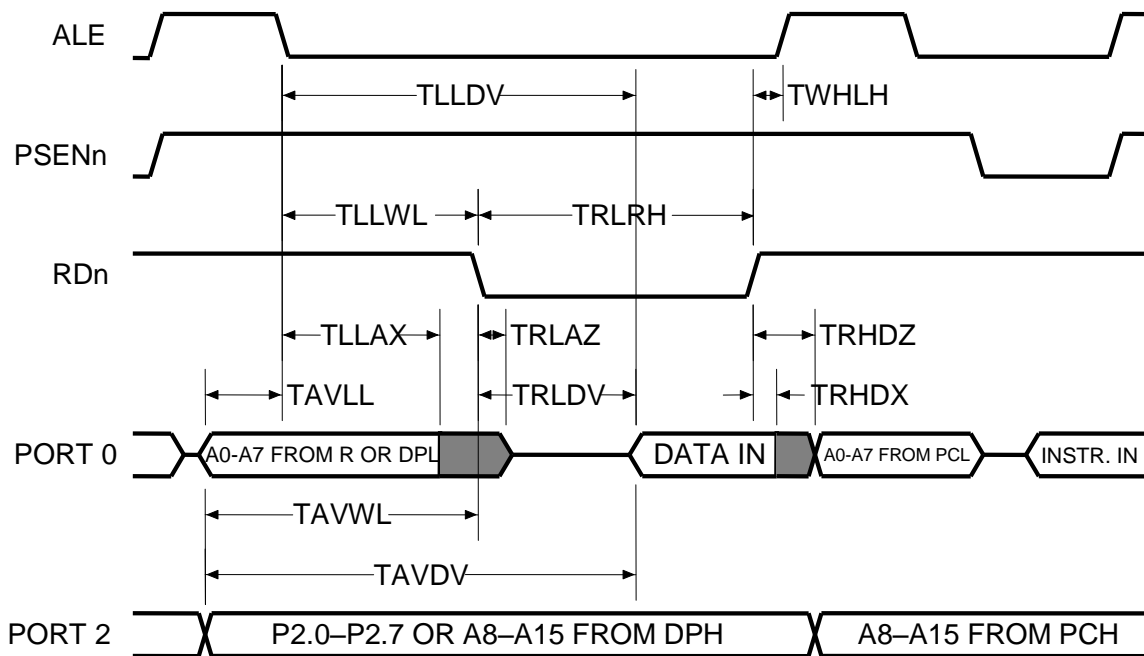 ALE
TLLDV
TWHLH
PSENn
TLLWL
TRLRH
RDn
TLLAX
TRLAZ
TRHDZ
TAVLL
TRLDV
TRHDX
PORT 0
A0-A7 FROM R OR DPL
DATA IN
A0-A7 FROM PCL
INSTR. IN
TAVWL
TAVDV
PORT 2
P2.0–P2.7 OR A8–A15 FROM DPH
A8–A15 FROM PCH